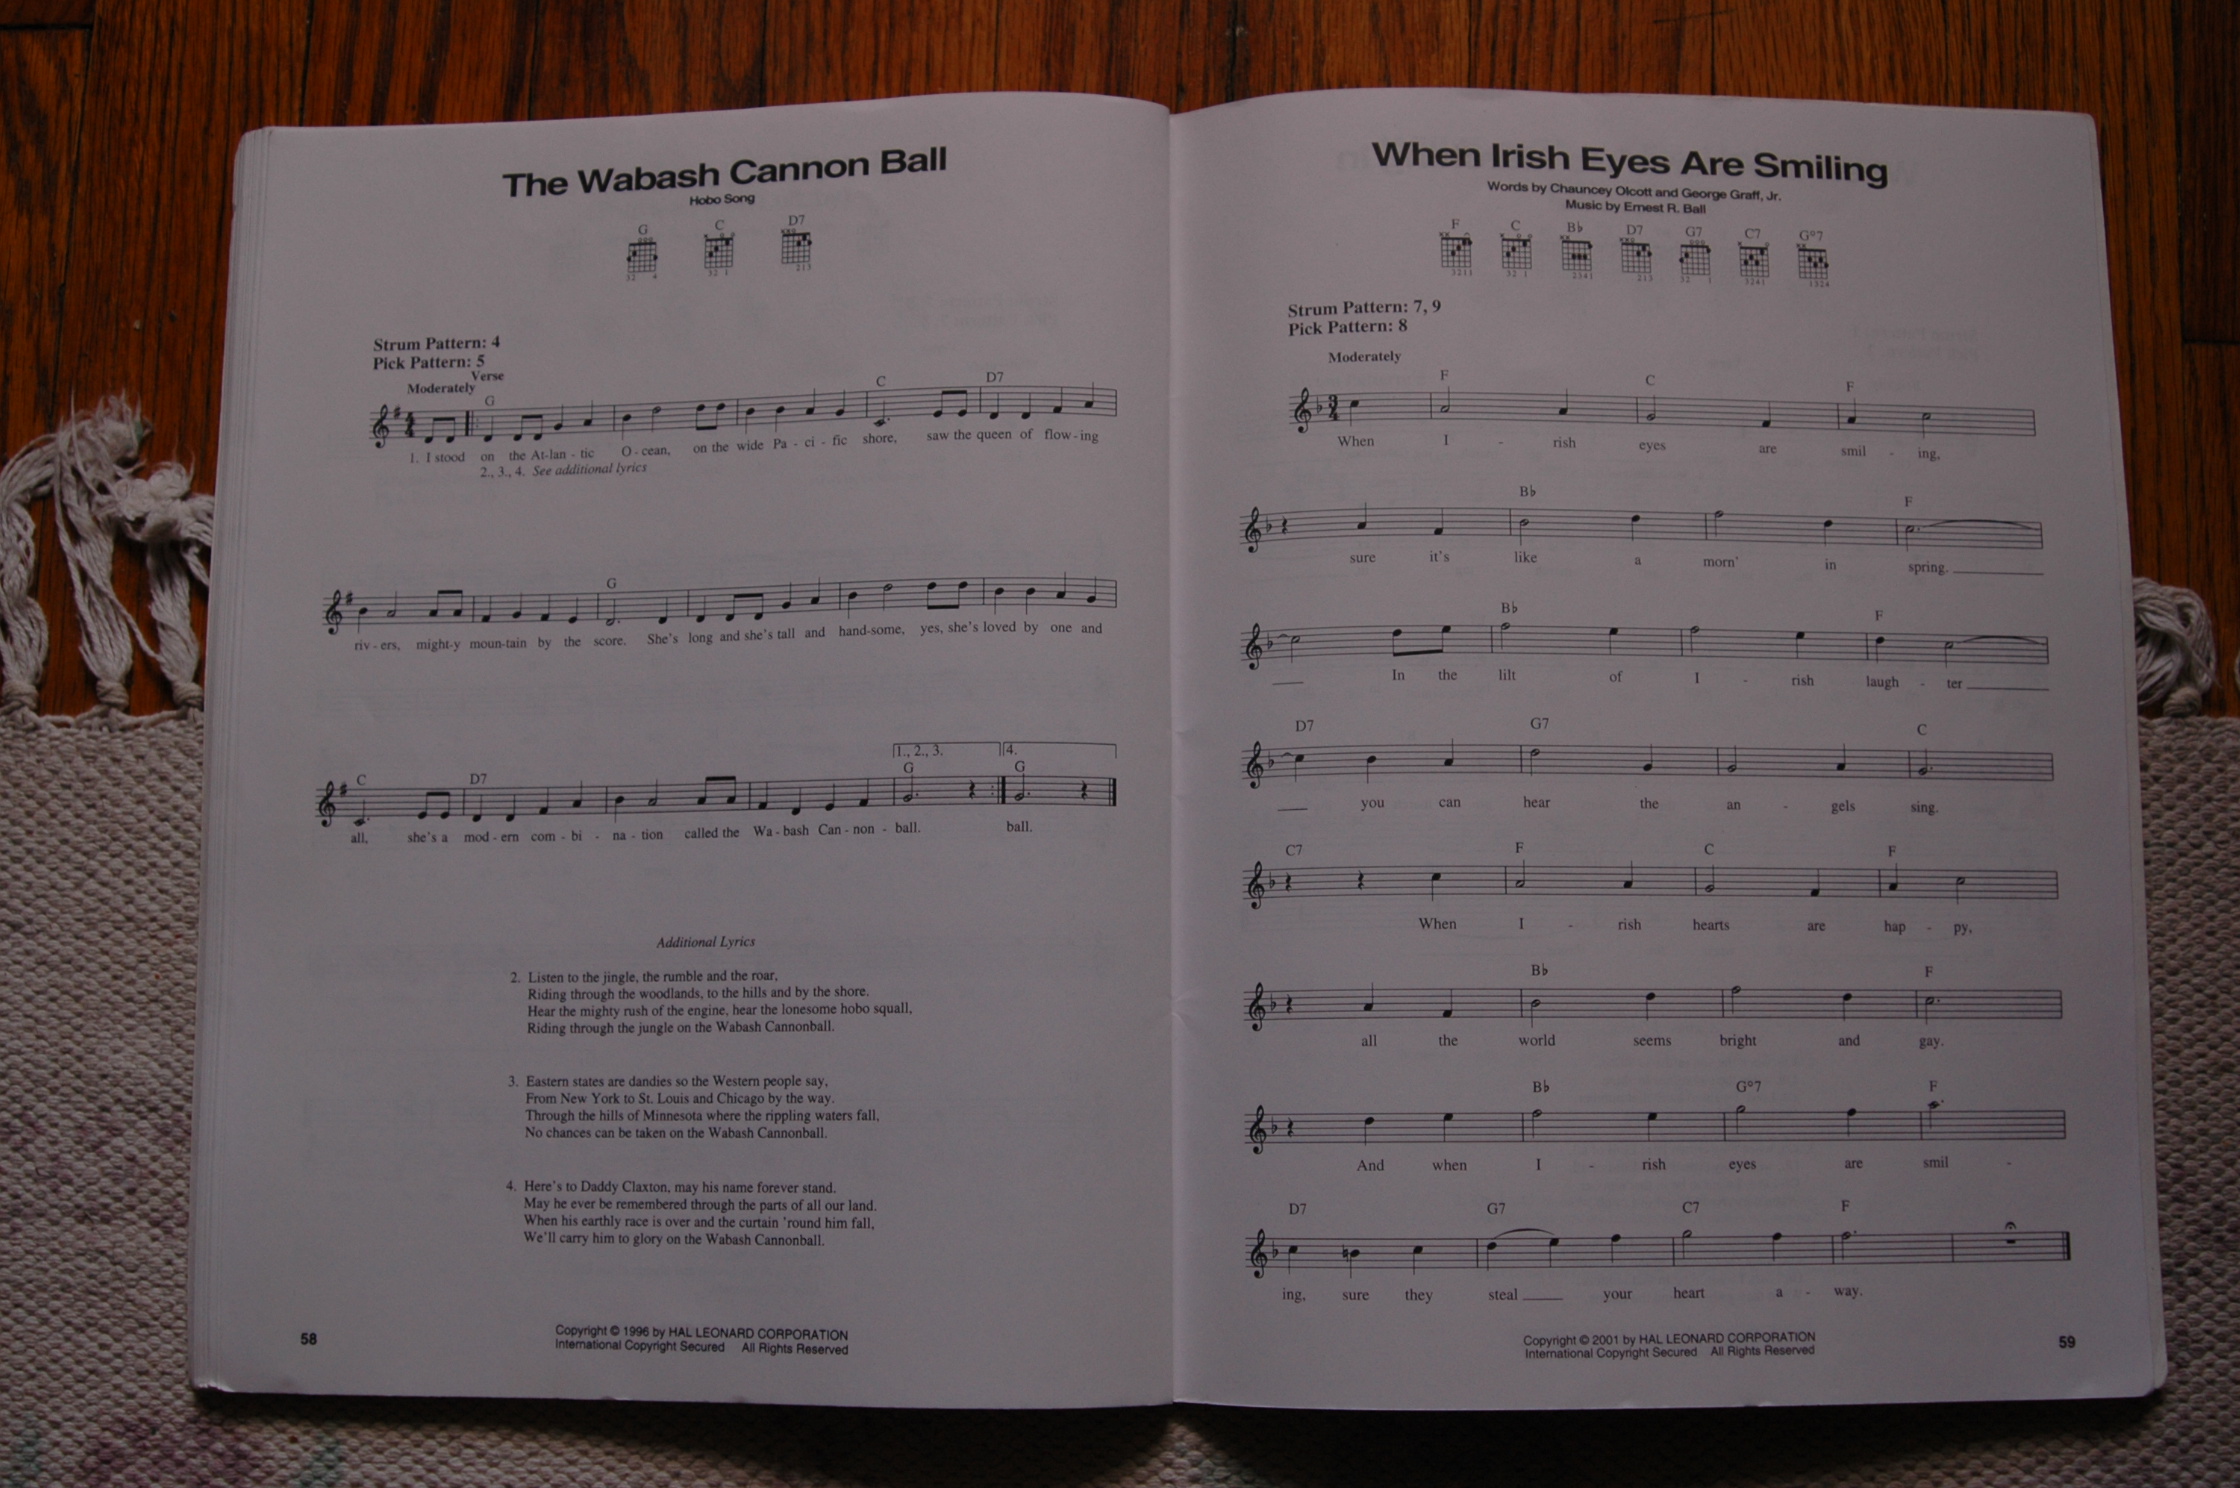 The Wabash Cannon Ball
Hobo Song
G C D7
32 4 32 1 213
Strum Pattern: 4
Pick Pattern: 5
Verse
Moderately
G C D7
1. I stood on the At-lan - tic O - cean, on the wide Pa - ci - fic shore, saw the queen of flow - ing
2., 3., 4. See additional lyrics
G
riv - ers, might-y moun-tain by the score. She's long and she's tall and hand-some, yes, she's loved by one and
1., 2., 3. 4.
C D7 G G
all, she's a mod - ern com - bi - na - tion called the Wa - bash Can - non - ball. ball.
Additional Lyrics
2. Listen to the jingle, the rumble and the roar,
Riding through the woodlands, to the hills and by the shore.
Hear the mighty rush of the engine, hear the lonesome hobo squall,
Riding through the jungle on the Wabash Cannonball.
3. Eastern states are dandies so the Western people say,
From New York to St. Louis and Chicago by the way.
Through the hills of Minnesota where the rippling waters fall,
No chances can be taken on the Wabash Cannonball.
4. Here's to Daddy Claxton, may his name forever stand.
May he ever be remembered through the parts of all our land.
When his earthly race is over and the curtain 'round him fall,
We'll carry him to glory on the Wabash Cannonball.
58
Copyright © 1996 by HAL LEONARD CORPORATION
International Copyright Secured All Rights Reserved
When Irish Eyes Are Smiling
Words by Chauncey Olcott and George Graff, Jr.
Music by Ernest R. Ball
F C B♭ D7 G7 C7 G°7
3211 32 1 2341 213 32 1 3241 1324
Strum Pattern: 7, 9
Pick Pattern: 8
Moderately
F C F
When I - rish eyes are smil - ing,
B♭ F
sure it's like a morn' in spring.
B♭ F
In the lilt of I - rish laugh - ter
D7 G7 C
you can hear the an - gels sing.
C7 F C F
When I - rish hearts are hap - py,
B♭ F
all the world seems bright and gay.
B♭ G°7 F
And when I - rish eyes are smil -
D7 G7 C7 F
ing, sure they steal your heart a - way.
Copyright © 2001 by HAL LEONARD CORPORATION
International Copyright Secured All Rights Reserved
59